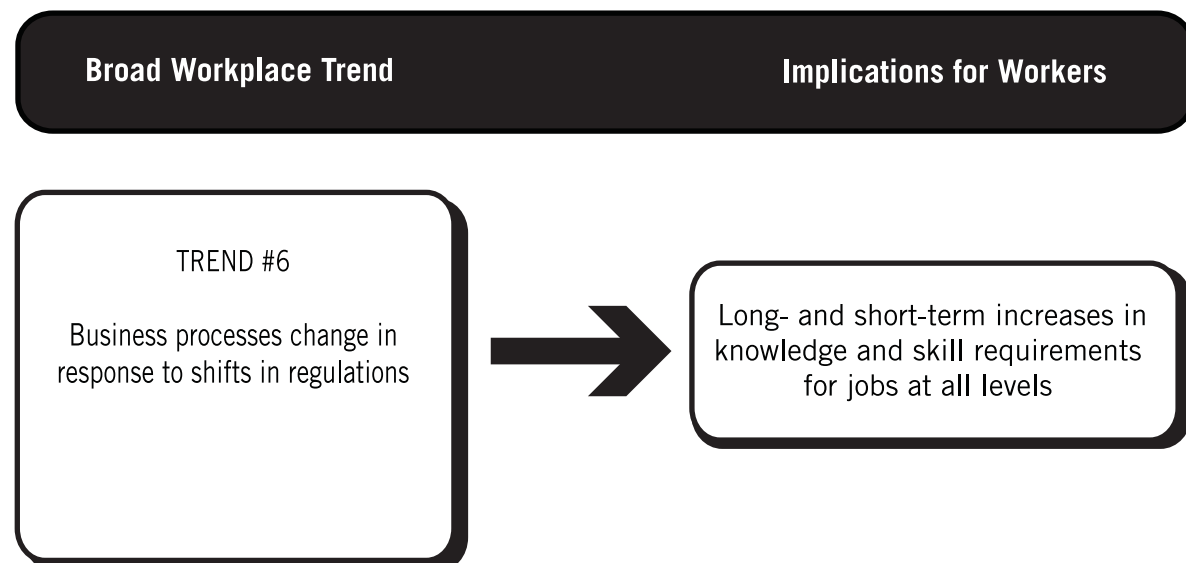 Broad Workplace Trend
Implications for Workers
TREND #6
Business processes change in
response to shifts in regulations
Long- and short-term increases in
knowledge and skill requirements
for jobs at all levels